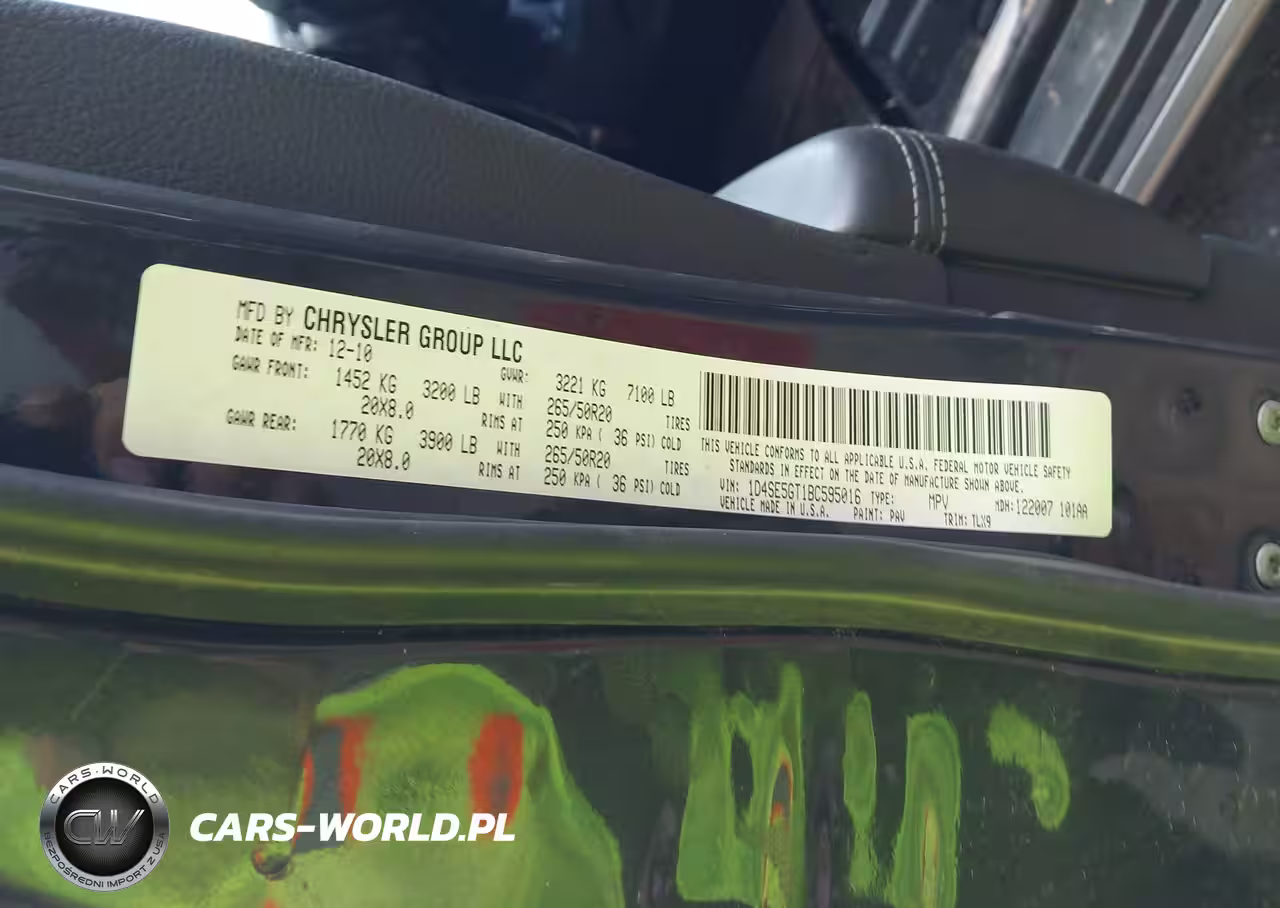 MFD BY CHRYSLER GROUP LLC
DATE OF MFR: 12-10 GVWR: 3221 KG 7100 LB
GAWR FRONT: 1452 KG 3200 LB WITH 265/50R20 TIRES
20X8.0 RIMS AT 250 KPA ( 36 PSI) COLD
GAWR REAR: 1770 KG 3900 LB WITH 265/50R20 TIRES
20X8.0 RIMS AT 250 KPA ( 36 PSI) COLD
THIS VEHICLE CONFORMS TO ALL APPLICABLE U.S.A. FEDERAL MOTOR VEHICLE SAFETY
STANDARDS IN EFFECT ON THE DATE OF MANUFACTURE SHOWN ABOVE.
VIN: 1D4SE5GT1BC595016 TYPE: MPV MDH:122007 101AA
VEHICLE MADE IN U.S.A. PAINT: PAV TRIM: TLX9
CARS-WORLD
CW
BEZPOŚREDNI IMPORT Z USA
CARS-WORLD.PL